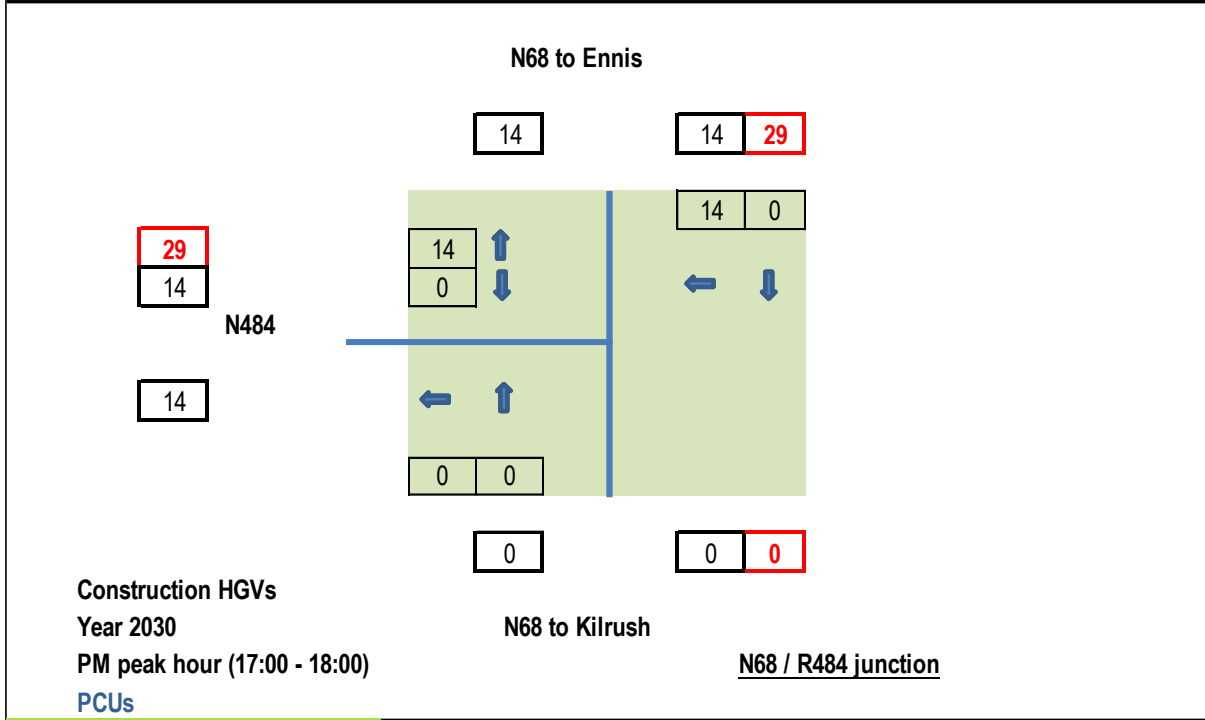 N68 to Ennis
14 14 29
14 0
29 14
14 0
N484
14
0 0
0 0 0
Construction HGVs
Year 2030 N68 to Kilrush
PM peak hour (17:00 - 18:00) N68 / R484 junction
PCUs